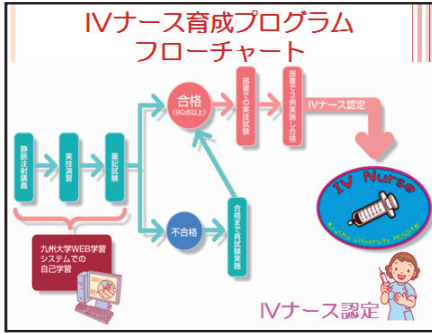 IVナース育成プログラム
フローチャート
静脈注射講義
実技演習
筆記試験
合格
(80点以上)
部署での実技試験
部署で3例実施し合格
IVナース認定
不合格
合格まで再試験実施
九州大学WEB学習
システムでの
自己学習
IV Nurse
Kyushu University Hospital
IVナース認定